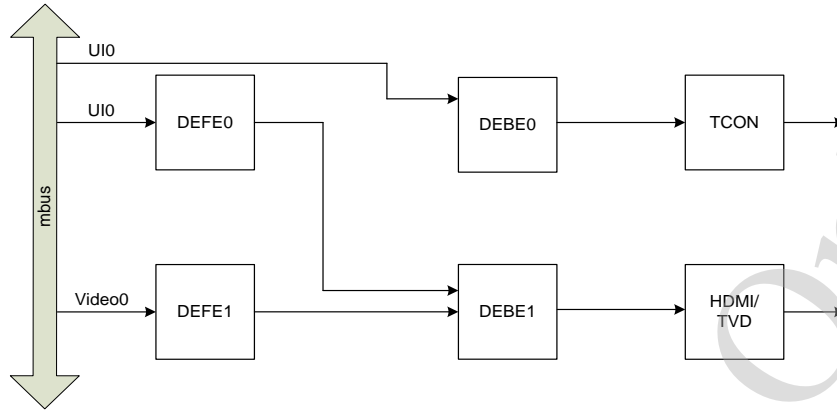 UI0
UI0
DEFE0
DEBE0
TCON
mbus
Video0
DEFE1
DEBE1
HDMI/
TVD